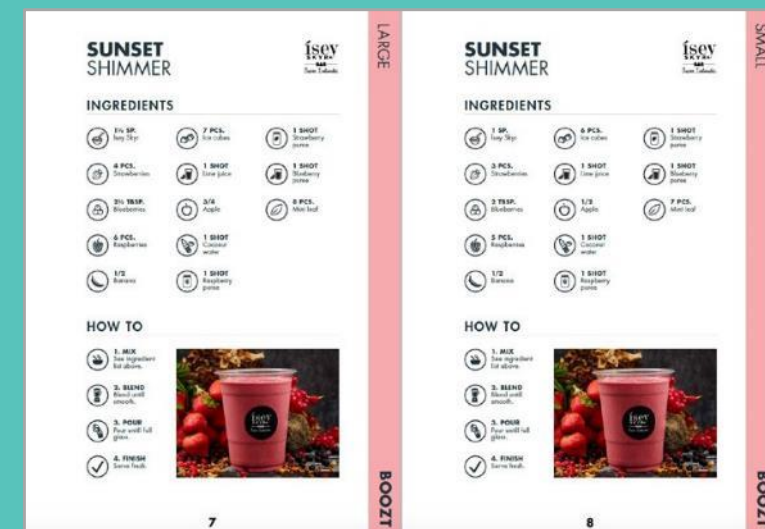 SUNSET
SHIMMER
ísey
SKYR
LARGE
INGREDIENTS
1½ SP.
Isey Skyr
7 PCS.
Ice cubes
1 SHOT
Strawberry
puree
4 PCS.
Strawberries
1 SHOT
Lime juice
1 SHOT
Blueberry
puree
2½ TBSP.
Blueberries
3/4
Apple
8 PCS.
Mint leaf
6 PCS.
Raspberries
1 SHOT
Coconut
water
1/2
Banana
1 SHOT
Raspberry
puree
HOW TO
1. MIX
See ingredient
list above.
2. BLEND
Blend until
smooth.
3. POUR
Pour until full
glass.
4. FINISH
Serve fresh.
ísey
SKYR
BOOZT
7
SUNSET
SHIMMER
ísey
SKYR
SMALL
INGREDIENTS
1 SP.
Isey Skyr
6 PCS.
Ice cubes
1 SHOT
Strawberry
puree
3 PCS.
Strawberries
1 SHOT
Lime juice
1 SHOT
Blueberry
puree
2 TBSP.
Blueberries
1/2
Apple
7 PCS.
Mint leaf
5 PCS.
Raspberries
1 SHOT
Coconut
water
1/2
Banana
1 SHOT
Raspberry
puree
HOW TO
1. MIX
See ingredient
list above.
2. BLEND
Blend until
smooth.
3. POUR
Pour until full
glass.
4. FINISH
Serve fresh.
ísey
SKYR
BOOZT
8